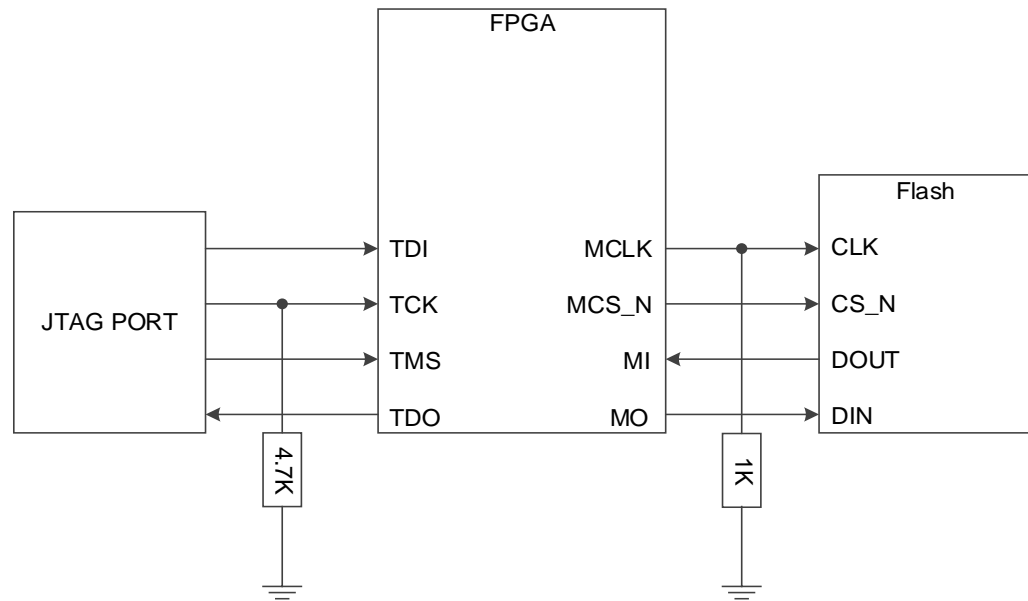 FPGA
Flash
JTAG PORT
TDI
TCK
TMS
TDO
MCLK
MCS_N
MI
MO
CLK
CS_N
DOUT
DIN
4.7K
1K